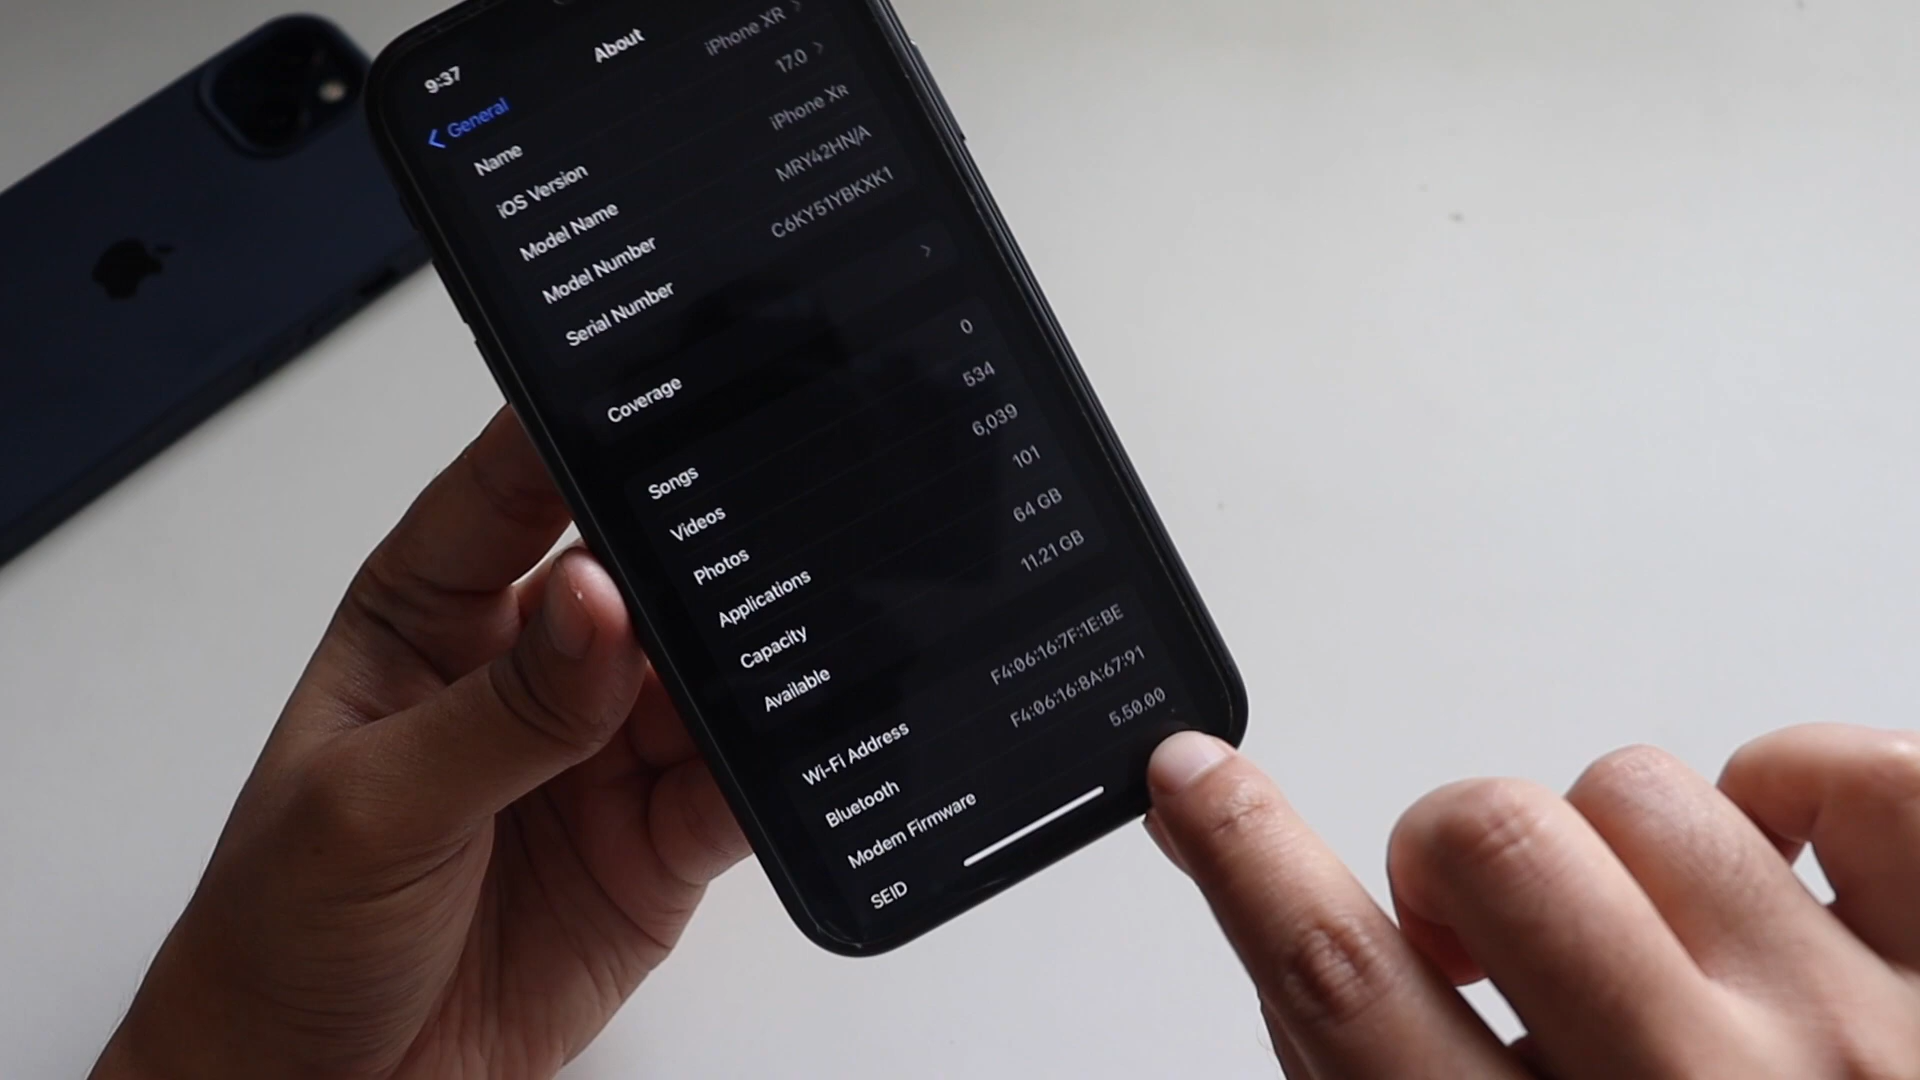 9:37
About
General
Name iPhone XR
iOS Version 17.0
Model Name iPhone XR
Model Number MRY42HN/A
Serial Number C6KY51YBKXK1
Coverage
Songs 0
Videos 534
Photos 6,039
Applications 101
Capacity 64 GB
Available 11.21 GB
Wi-Fi Address F4:06:16:7F:1E:BE
Bluetooth F4:06:16:8A:67:91
Modem Firmware 5.50.00
SEID